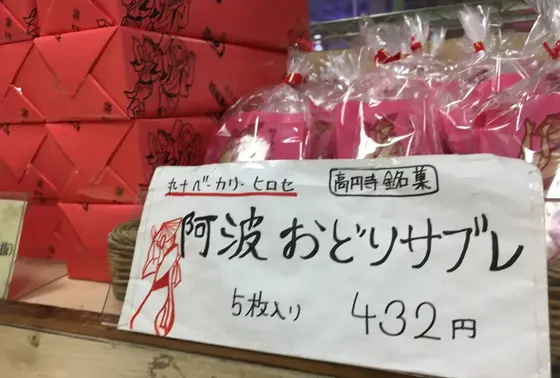 丸十ベーカリーヒロセ
高円寺銘菓
阿波おどりサブレ
5枚入り 432円